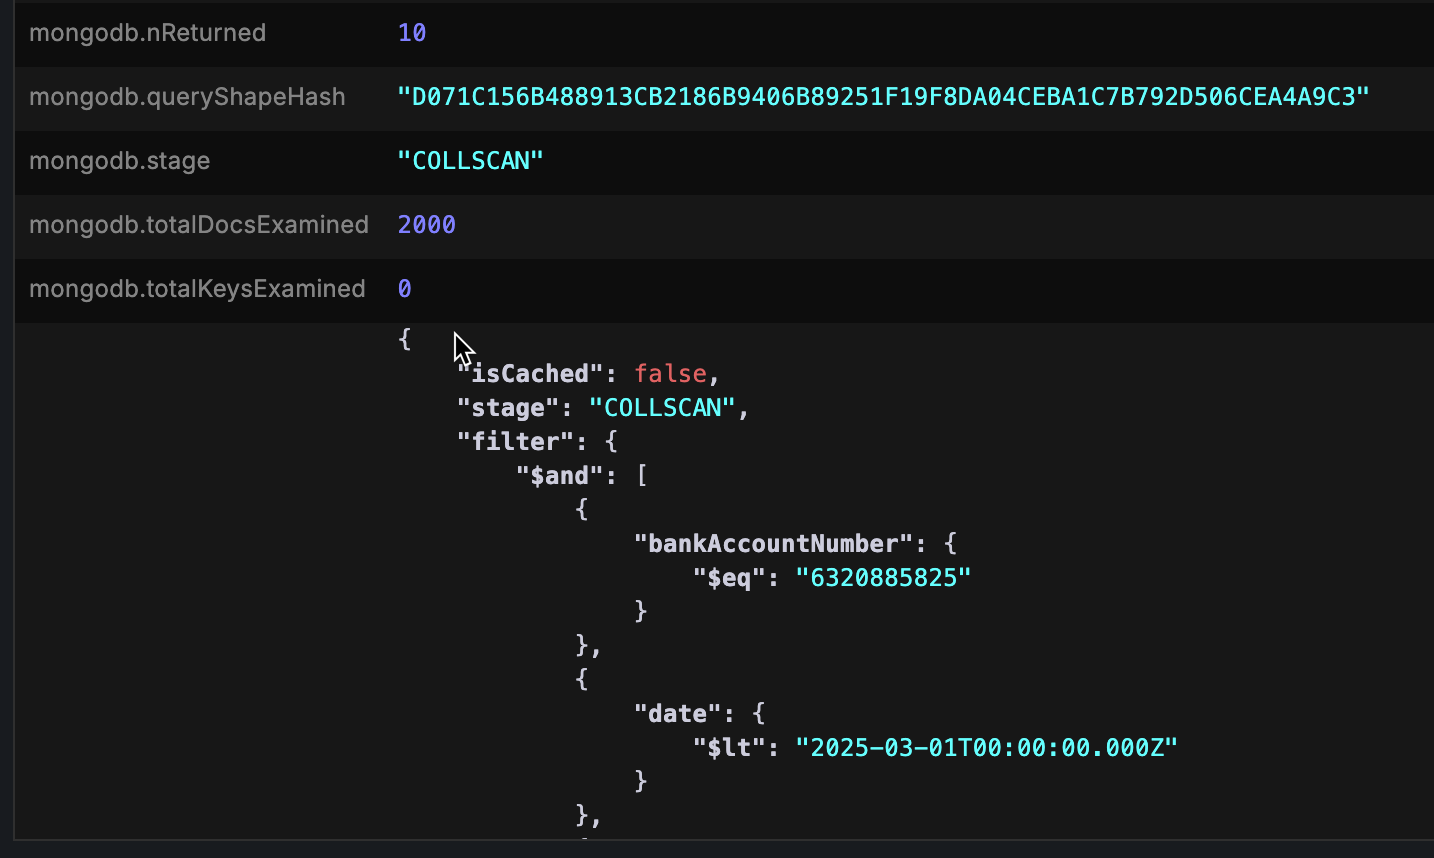 mongodb.nReturned 10
mongodb.queryShapeHash "D071C156B488913CB2186B9406B89251F19F8DA04CEBA1C7B792D506CEA4A9C3"
mongodb.stage "COLLSCAN"
mongodb.totalDocsExamined 2000
mongodb.totalKeysExamined 0
{
"isCached": false,
"stage": "COLLSCAN",
"filter": {
"$and": [
{
"bankAccountNumber": {
"$eq": "6320885825"
}
},
{
"date": {
"$lt": "2025-03-01T00:00:00.000Z"
}
},